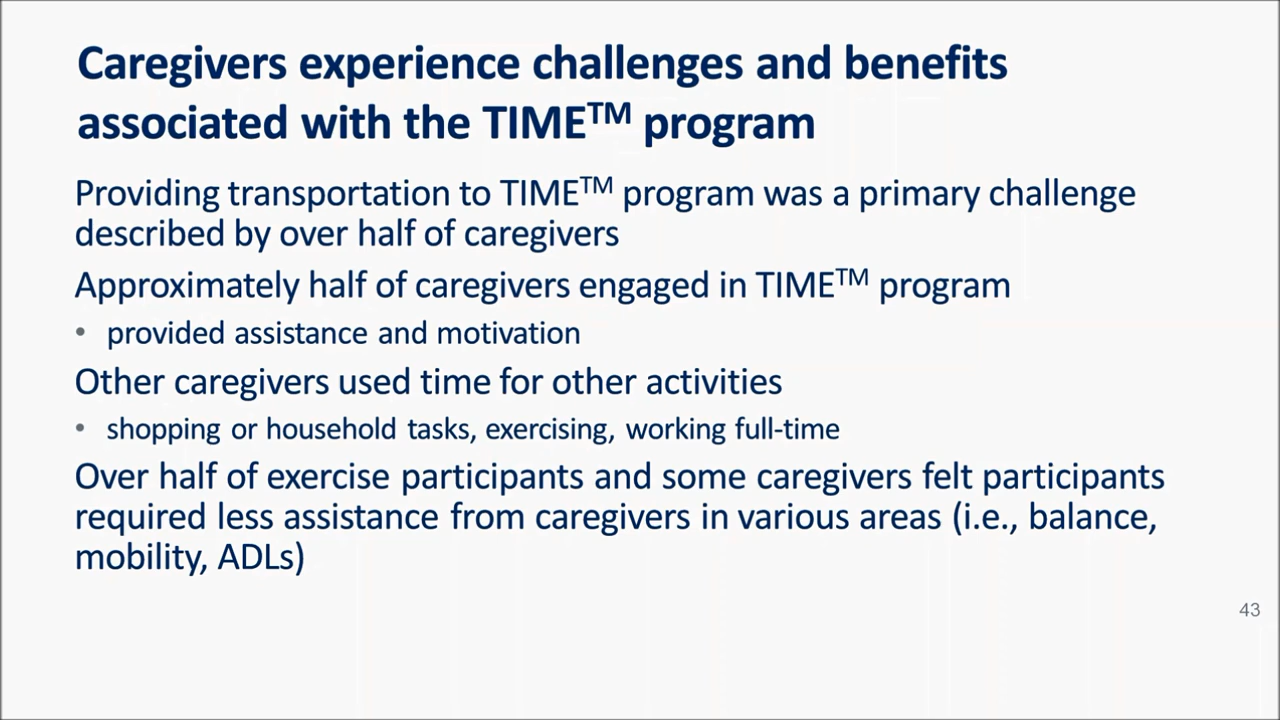 Caregivers experience challenges and benefits
associated with the TIME™ program
Providing transportation to TIME™ program was a primary challenge
described by over half of caregivers
Approximately half of caregivers engaged in TIME™ program
• provided assistance and motivation
Other caregivers used time for other activities
• shopping or household tasks, exercising, working full-time
Over half of exercise participants and some caregivers felt participants
required less assistance from caregivers in various areas (i.e., balance,
mobility, ADLs)
43